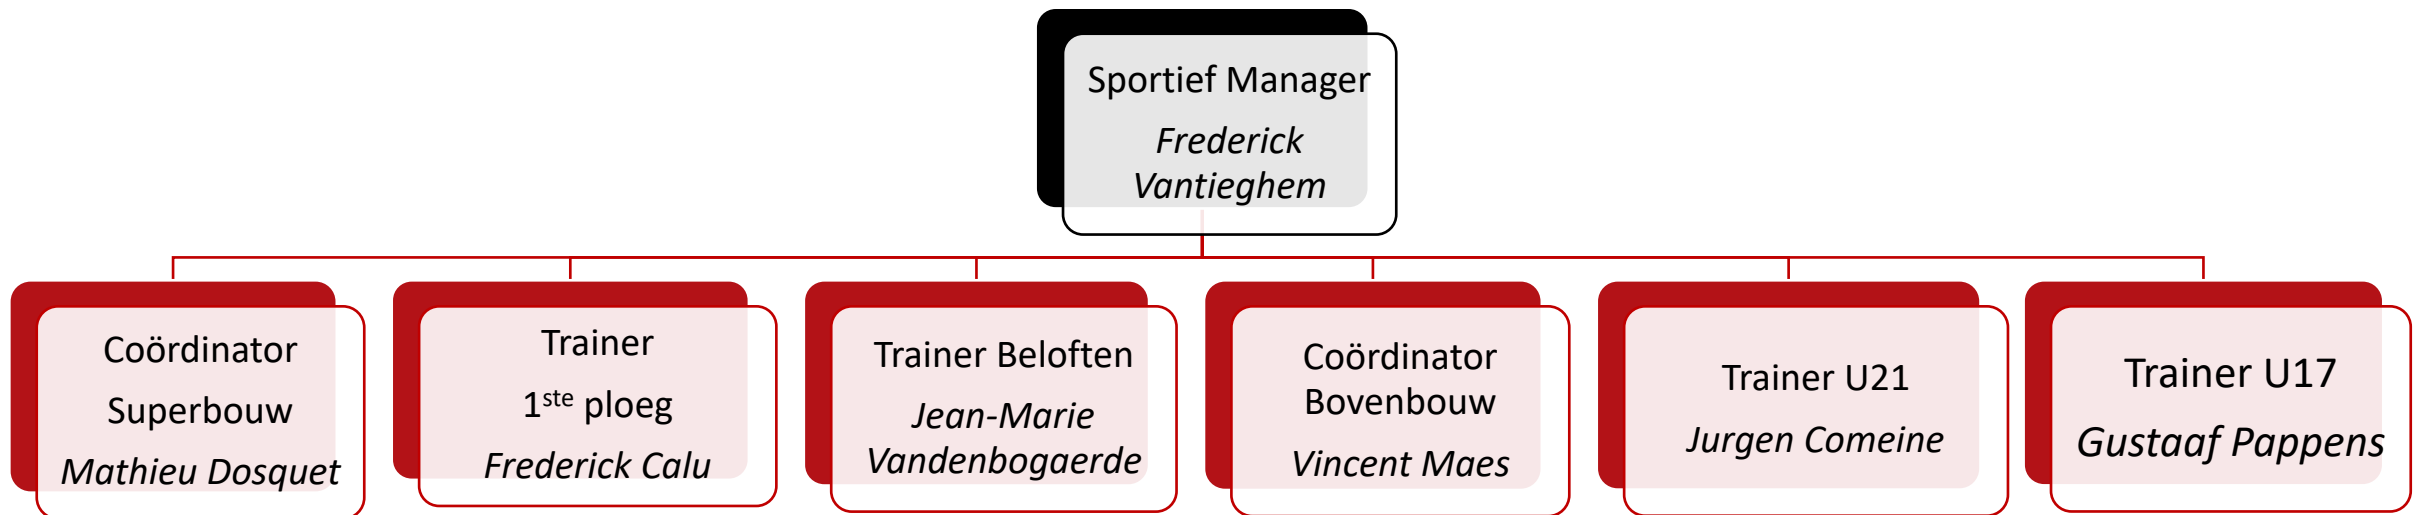 Sportief Manager
Frederick
Vantieghem
Coördinator
Superbouw
Mathieu Dosquet
Trainer
1ste ploeg
Frederick Calu
Trainer Beloften
Jean-Marie
Vandenbogaerde
Coördinator
Bovenbouw
Vincent Maes
Trainer U21
Jurgen Comeine
Trainer U17
Gustaaf Pappens